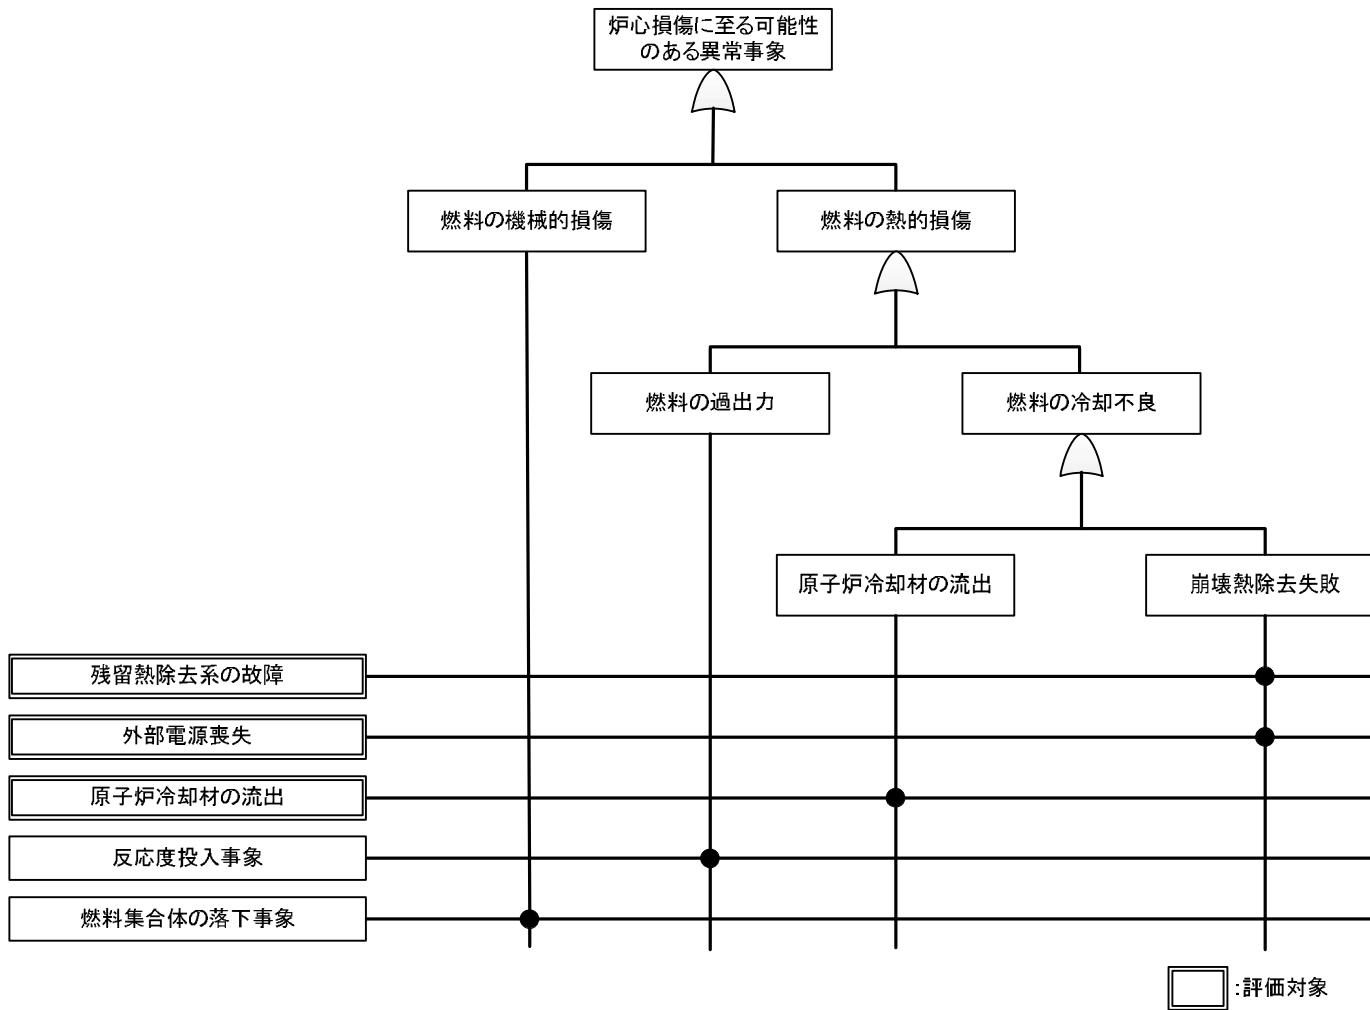 炉心損傷に至る可能性
のある異常事象
燃料の機械的損傷
燃料の熱的損傷
燃料の過出力
燃料の冷却不良
原子炉冷却材の流出
崩壊熱除去失敗
残留熱除去系の故障
外部電源喪失
原子炉冷却材の流出
反応度投入事象
燃料集合体の落下事象
:評価対象